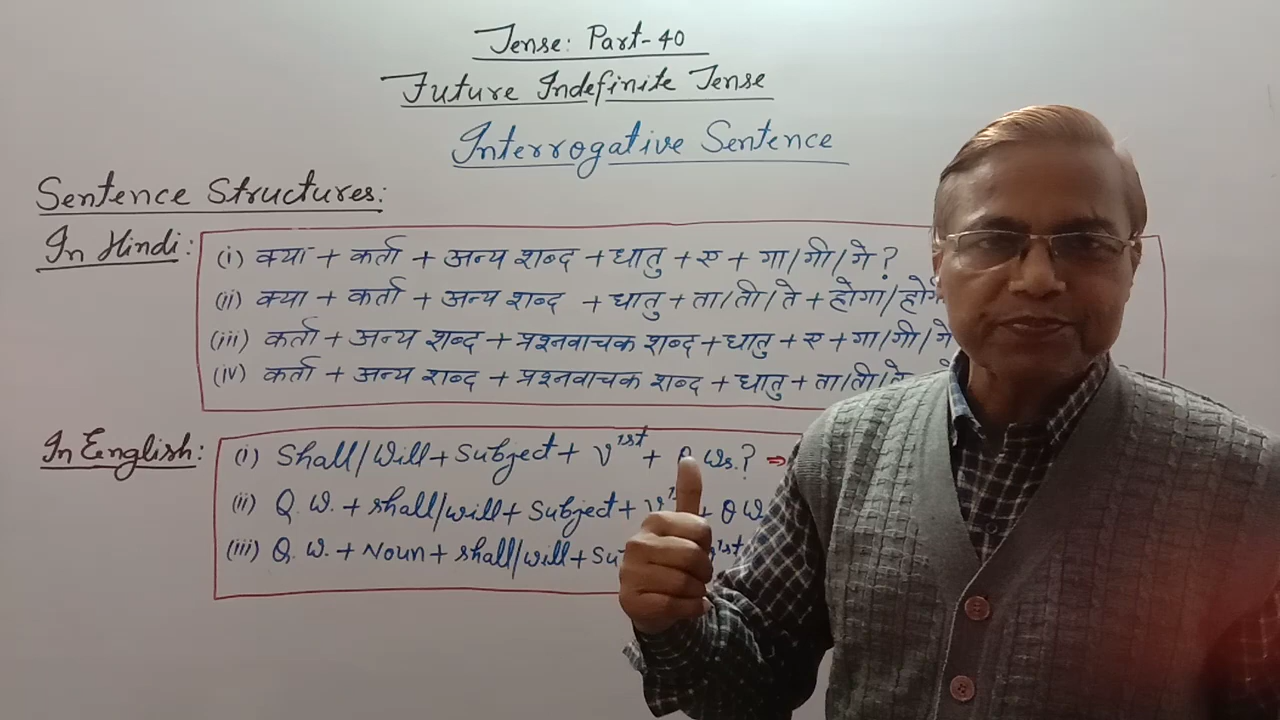 Tense: Part-40
Future Indefinite Tense
Interrogative Sentence
Sentence Structures:
In Hindi:
(i) क्या + कर्ता + अन्य शब्द + धातु + ए + गा/गी/गे?
(ii) क्या + कर्ता + अन्य शब्द + धातु + ता/ती/ते + होगा/
(iii) कर्ता + अन्य शब्द + प्रश्नवाचक शब्द + धातु + ए + गा/गी/गे
(iv) कर्ता + अन्य शब्द + प्रश्नवाचक शब्द + धातु + ता/ती/ते
In English:
(i) Shall/Will + Subject + V¹ˢᵗ + Ws.? ⇒
(ii) Q.W. + shall/will + Subject + + OW
(iii) Q.W. + Noun + shall/will +